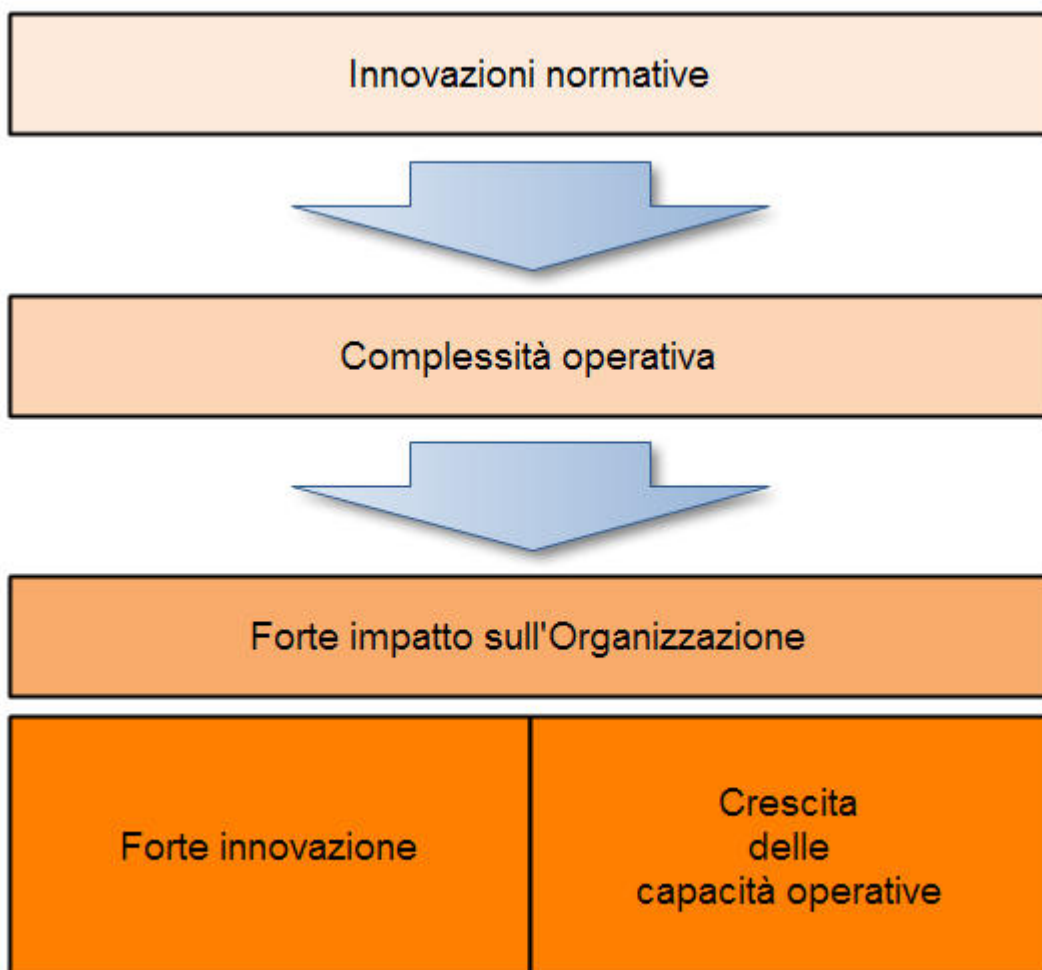 Innovazioni normative
Complessità operativa
Forte impatto sull'Organizzazione
Forte innovazione
Crescita
delle
capacità operative